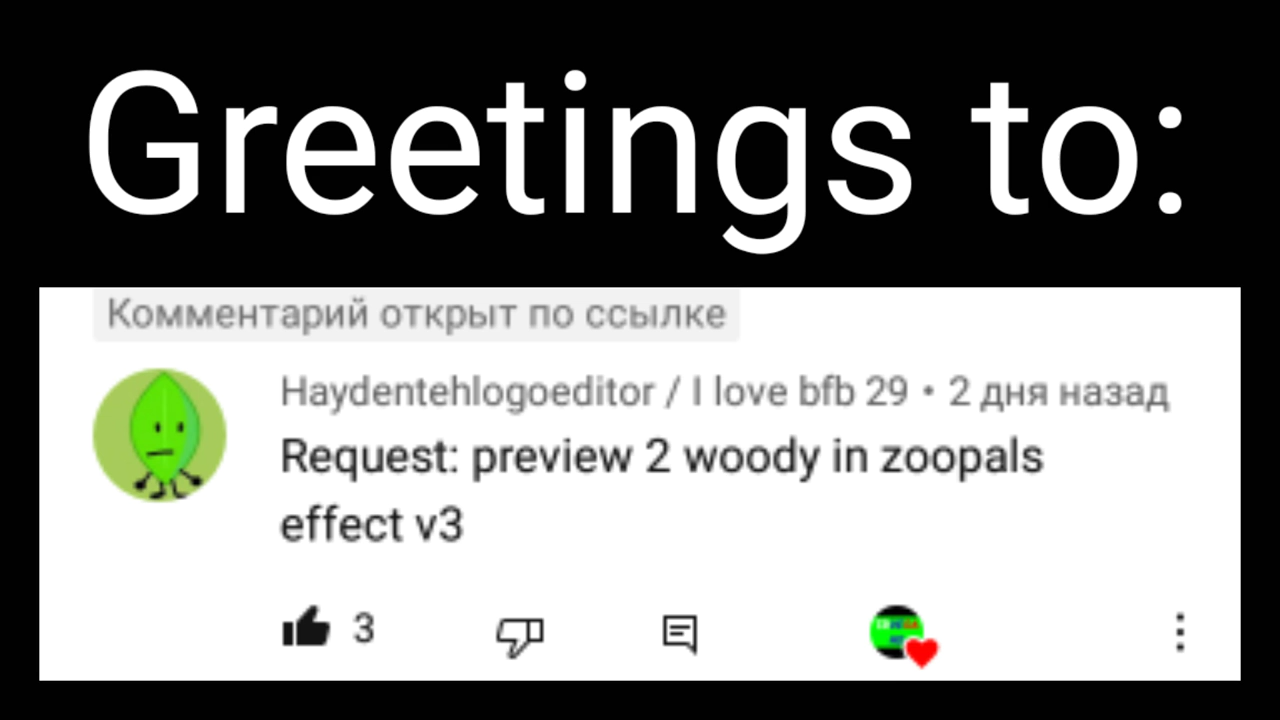 Greetings to:
Комментарий открыт по ссылке
Haydentehlogoeditor / I love bfb 29 • 2 дня назад
Request: preview 2 woody in zoopals
effect v3
3